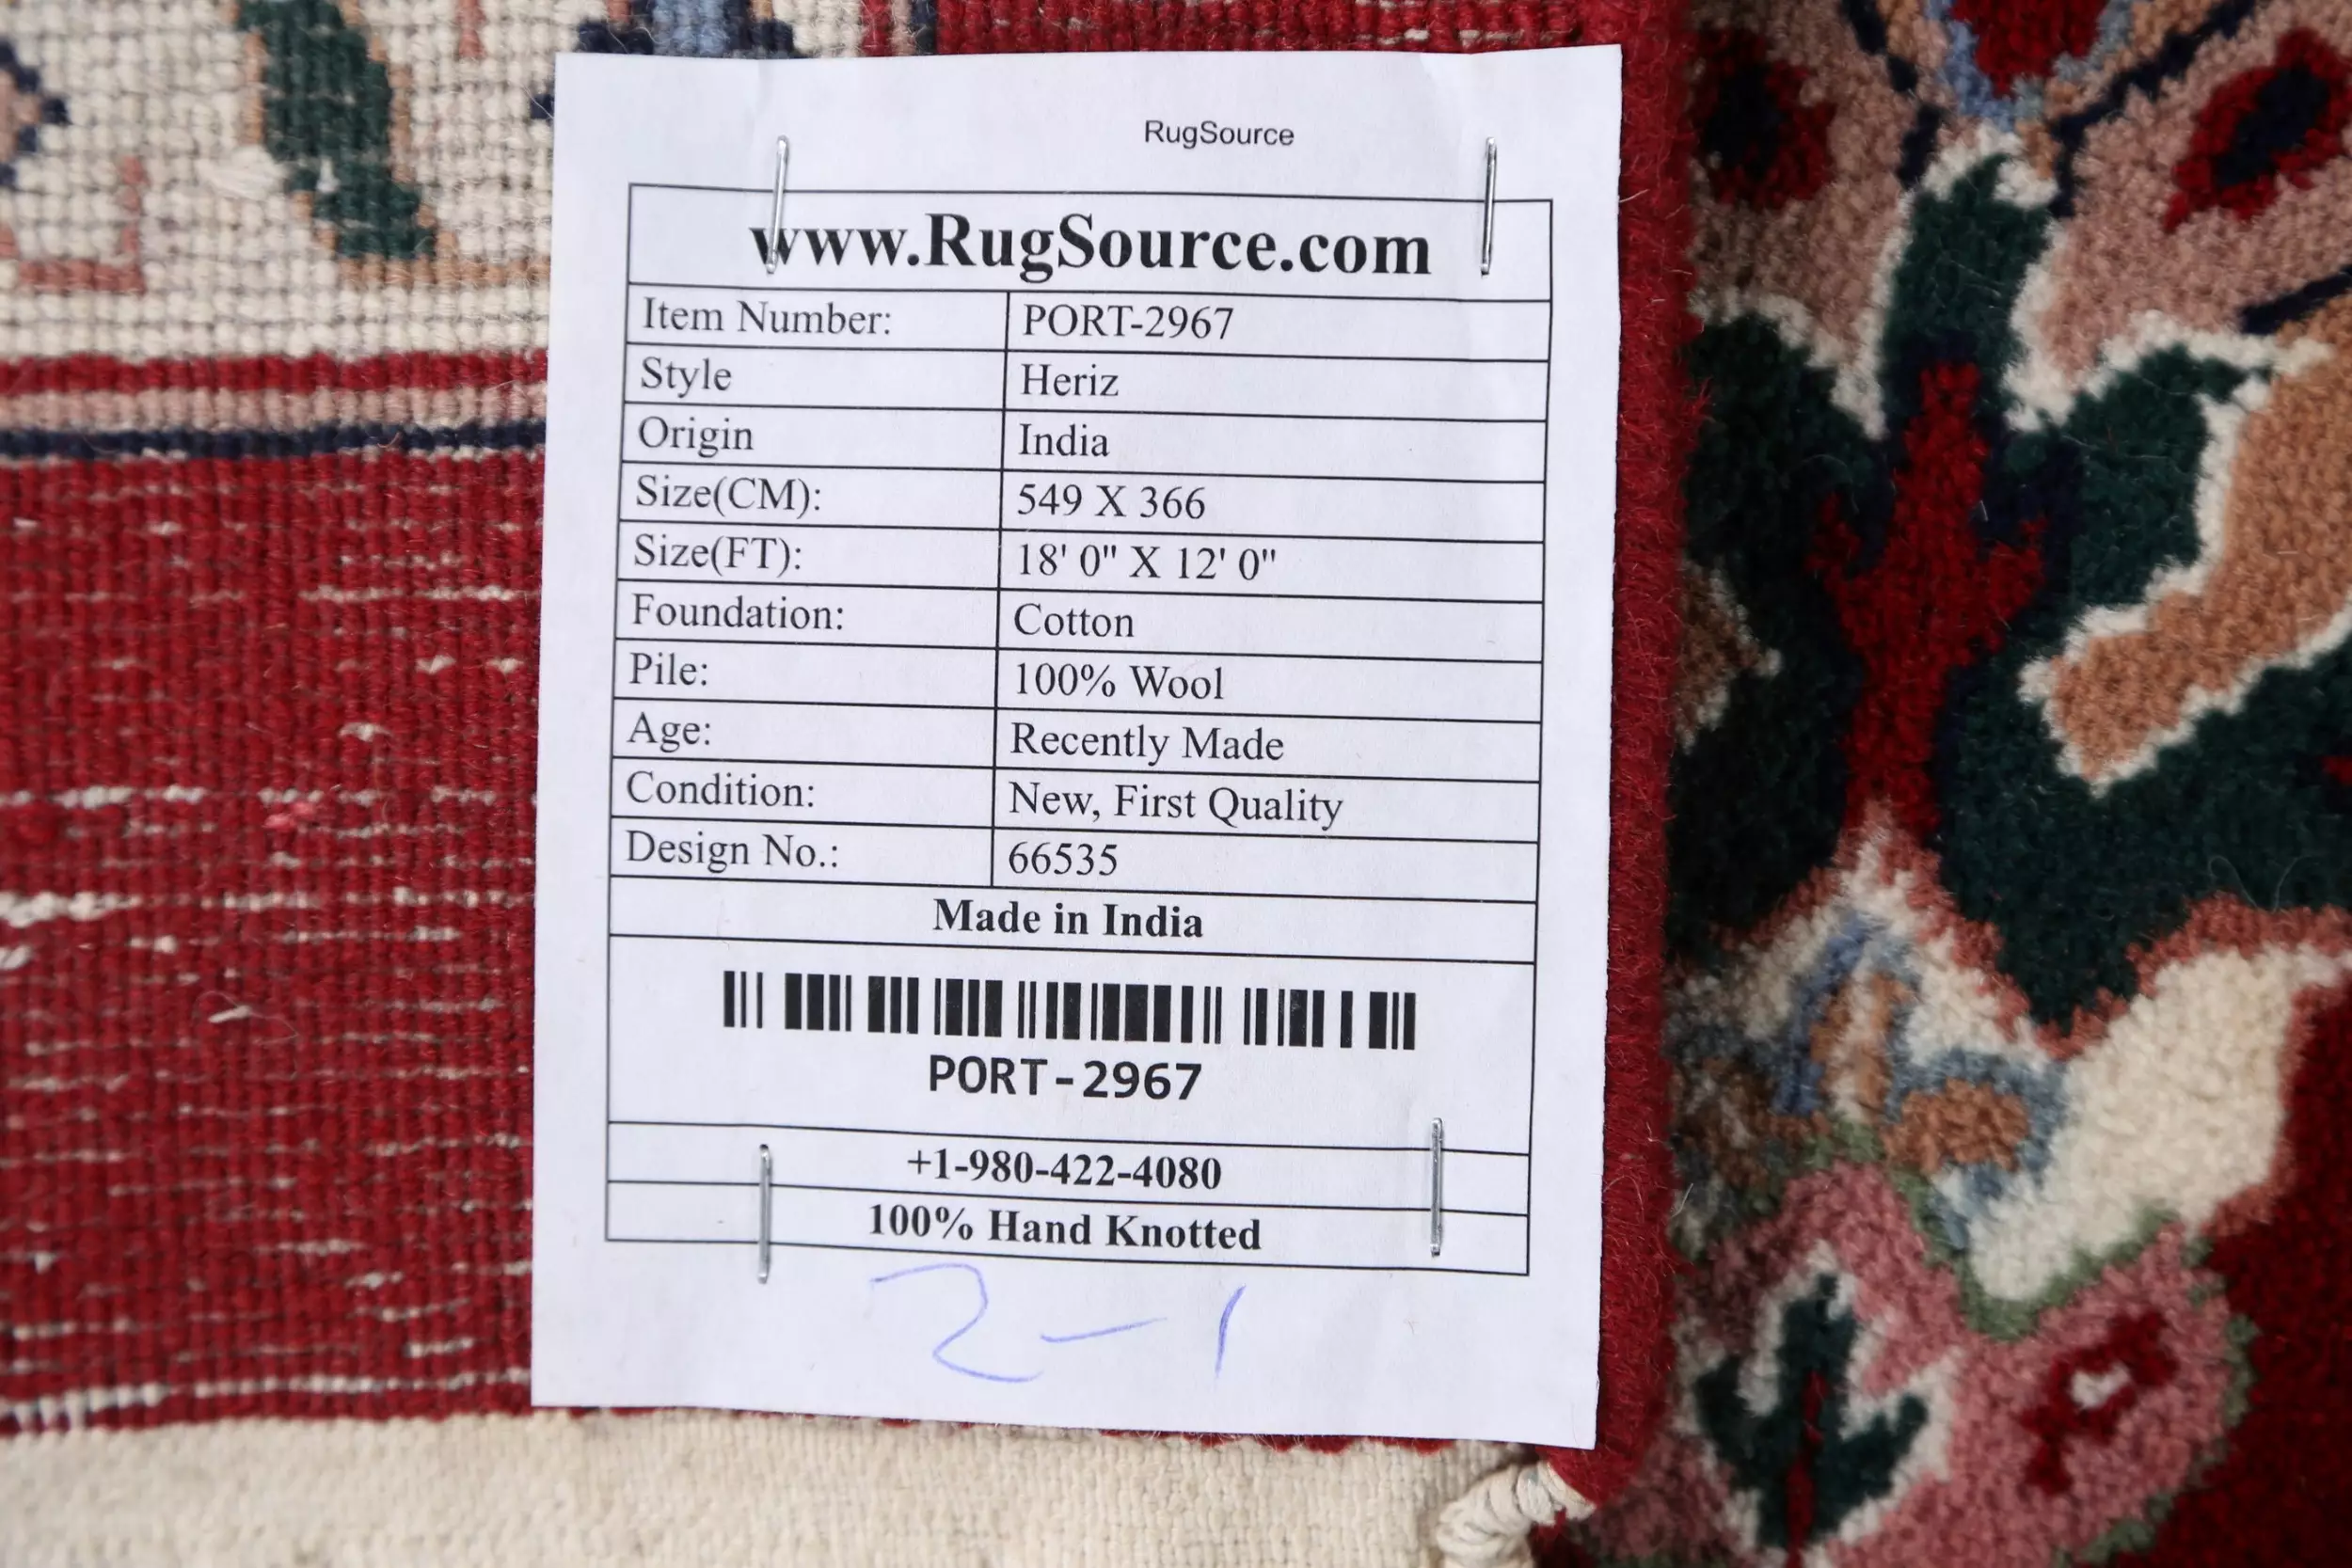 RugSource
www.RugSource.com
Item Number: PORT-2967
Style Heriz
Origin India
Size(CM): 549 X 366
Size(FT): 18' 0" X 12' 0"
Foundation: Cotton
Pile: 100% Wool
Age: Recently Made
Condition: New, First Quality
Design No.: 66535
Made in India
PORT-2967
+1-980-422-4080
100% Hand Knotted
2-1